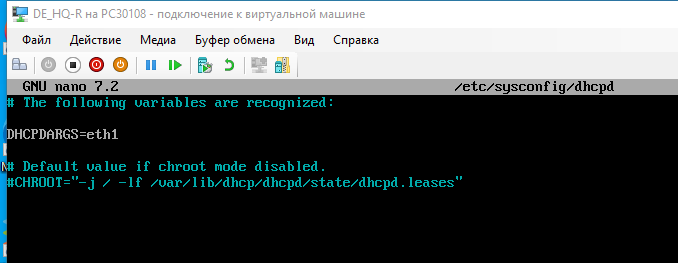 DE_HQ-R на PC30108 - подключение к виртуальной машине
Файл Действие Медиа Буфер обмена Вид Справка
GNU nano 7.2 /etc/sysconfig/dhcpd
# The following variables are recognized:
DHCPDARGS=eth1
# Default value if chroot mode disabled.
#CHROOT="-j / -lf /var/lib/dhcp/dhcpd/state/dhcpd.leases"